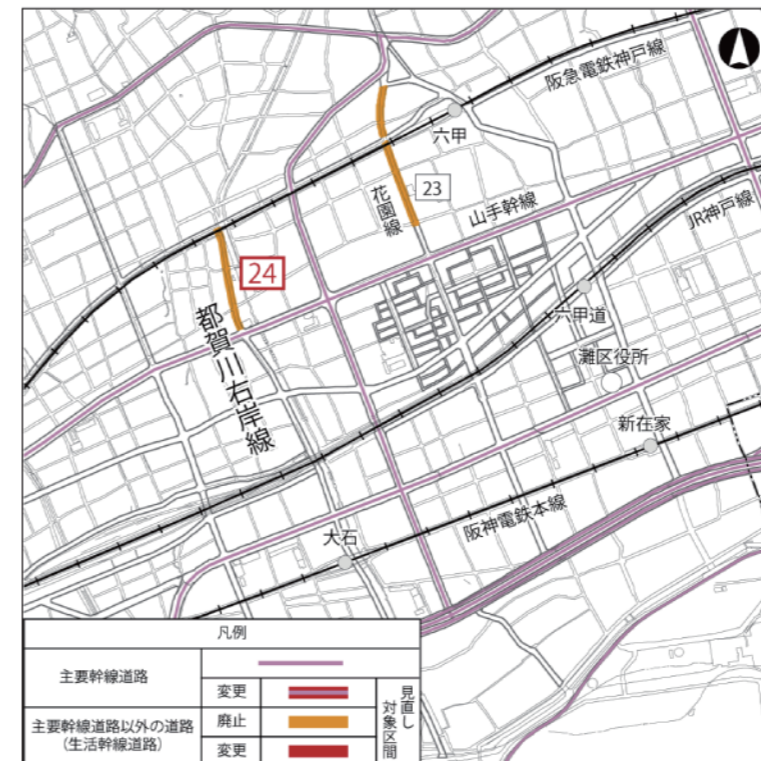 阪急電鉄神戸線
六甲
23
花園線
山手幹線
JR神戸線
24
都賀川右岸線
六甲道
灘区役所
新在家
阪神電鉄本線
大石
凡例
主要幹線道路
変更
主要幹線道路以外の道路
(生活幹線道路)
廃止
変更
見直し
対象区間